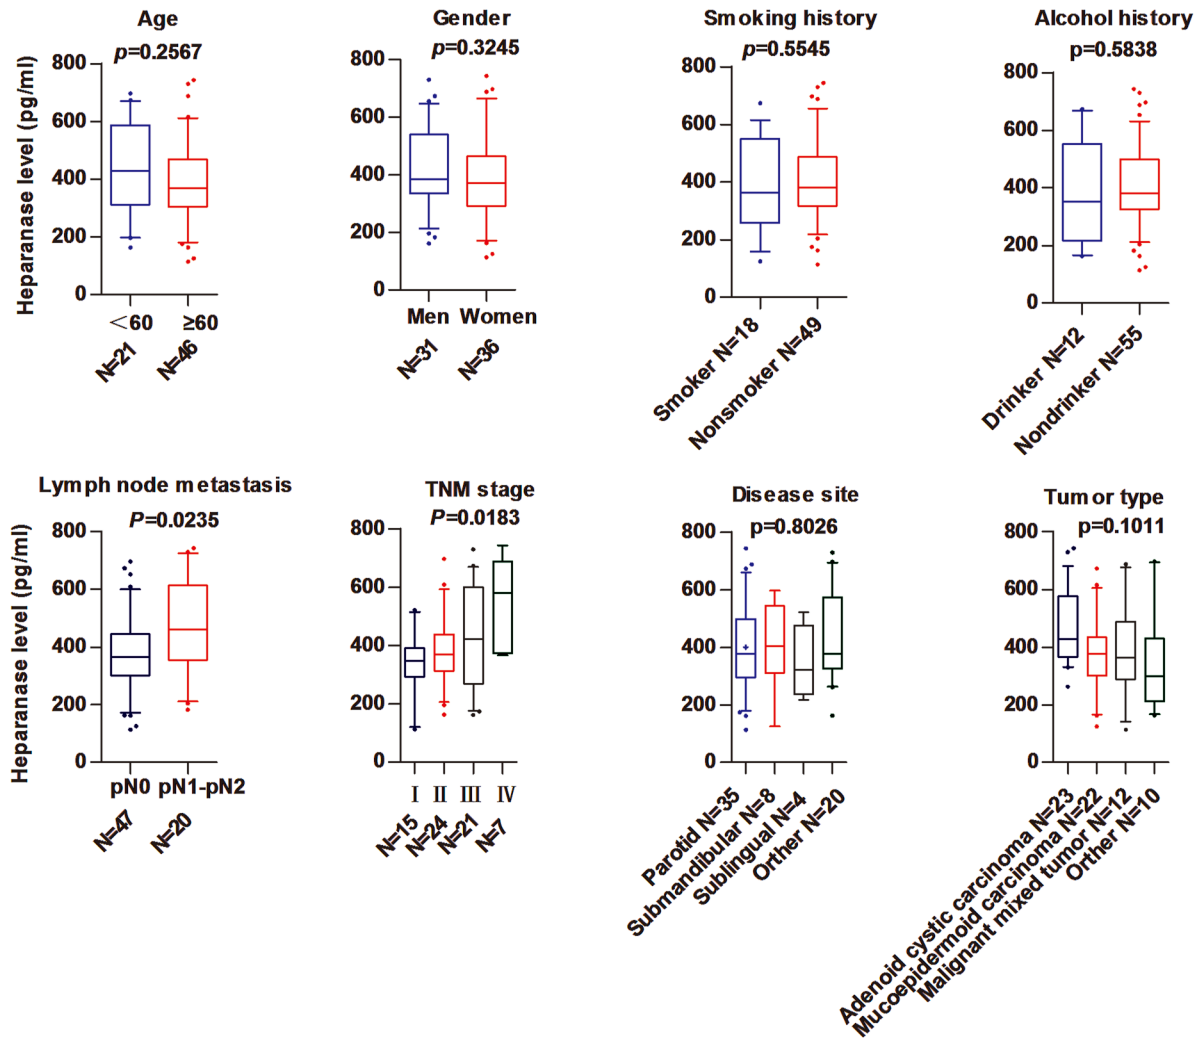 Age
p=0.2567
Heparanase level (pg/ml)
800
600
400
200
0
<60
≥60
N=21
N=46
Gender
p=0.3245
800
600
400
200
0
Men
Women
N=31
N=36
Smoking history
p=0.5545
800
600
400
200
0
Smoker N=18
Nonsmoker N=49
Alcohol history
p=0.5838
800
600
400
200
0
Drinker N=12
Nondrinker N=55
Lymph node metastasis
P=0.0235
Heparanase level (pg/ml)
800
600
400
200
0
pN0
pN1-pN2
N=47
N=20
TNM stage
P=0.0183
800
600
400
200
0
I
II
III
IV
N=15
N=24
N=21
N=7
Disease site
p=0.8026
800
600
400
200
0
Parotid N=35
Submandibular N=8
Sublingual N=4
Orther N=20
Tumor type
p=0.1011
800
600
400
200
0
Adenoid cystic carcinoma N=23
Mucoepidermoid carcinoma N=22
Malignant mixed tumor N=12
Orther N=10